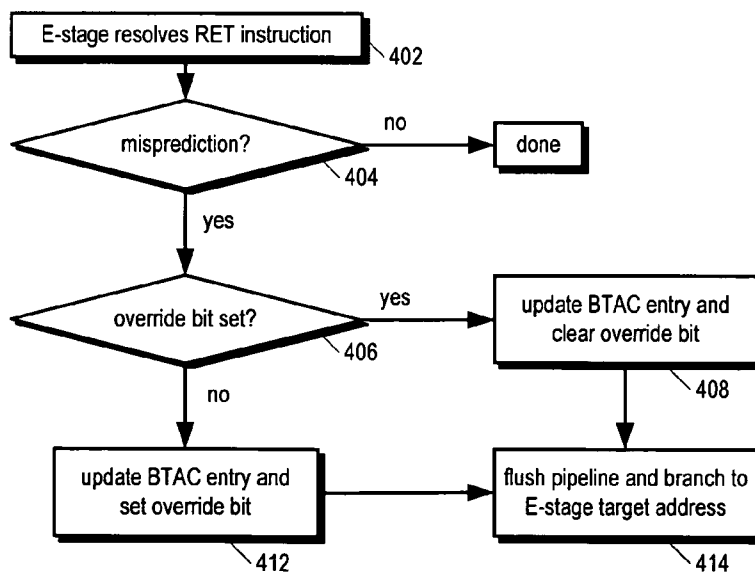 E-stage resolves RET instruction
402
misprediction?
no
done
404
yes
override bit set?
yes
update BTAC entry and
clear override bit
406
408
no
update BTAC entry and
set override bit
flush pipeline and branch to
E-stage target address
412
414